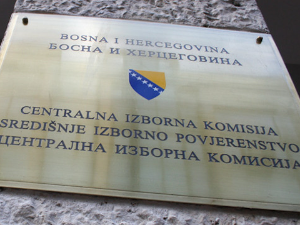 BOSNA I HERCEGOVINA
БОСНА И ХЕРЦЕГОВИНА
CENTRALNA IZBORNA KOMISIJA
SREDIŠNJE IZBORNO POVJERENSTVO
ЦЕНТРАЛНА ИЗБОРНА КОМИСИЈА